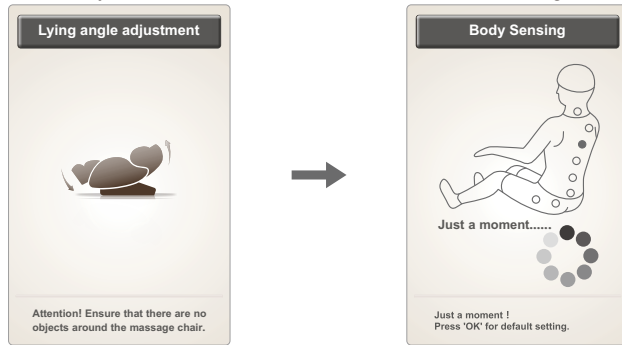 Lying angle adjustment
Attention! Ensure that there are no
objects around the massage chair.
Body Sensing
Just a moment......
Just a moment !
Press 'OK' for default setting.